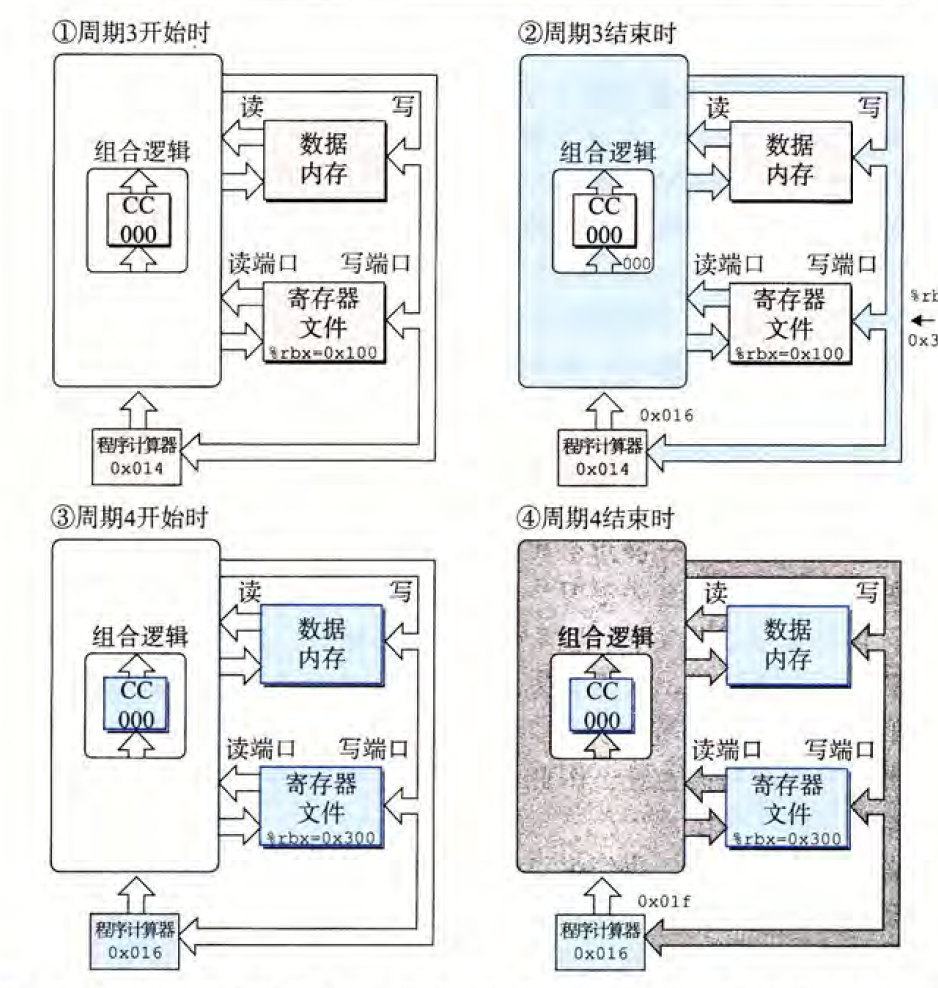 ①周期3开始时
读
写
数据
内存
组合逻辑
CC
000
读端口
写端口
寄存器
文件
%rbx=0x100
程序计算器
0x014
②周期3结束时
读
写
数据
内存
组合逻辑
CC
000
000
读端口
写端口
寄存器
文件
%rbx=0x100
%rb
0x3
0x016
程序计算器
0x014
③周期4开始时
读
写
数据
内存
组合逻辑
CC
000
读端口
写端口
寄存器
文件
%rbx=0x300
程序计算器
0x016
④周期4结束时
读
写
数据
内存
组合逻辑
CC
000
读端口
写端口
寄存器
文件
%rbx=0x300
0x01f
程序计算器
0x016